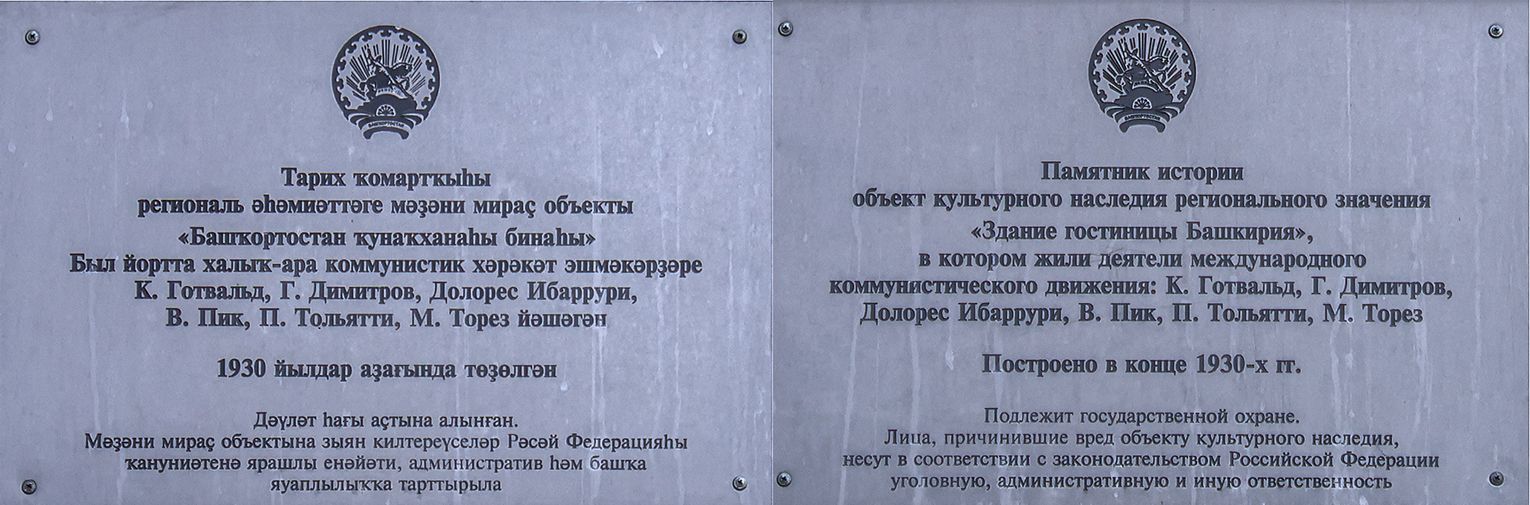 БАШКОРТОСТАН
Тарих ҡомартҡыһы
региональ әһәмиәттәге мәҙәни мираҫ объекты
«Башҡортостан ҡунаҡханаһы бинаһы»
Был йортта халыҡ-ара коммунистик хәрәкәт эшмәкәрҙәре
К. Готвальд, Г. Димитров, Долорес Ибаррури,
В. Пик, П. Тольятти, М. Торез йәшәгән
1930 йылдар аҙағында төҙөлгән
Дәүләт һағы аҫтына алынған.
Мәҙәни мираҫ объектына зыян килтереүселәр Рәсәй Федерацияһы
ҡануниәтенә ярашлы енәйәти, административ һәм башҡа
яуаплылыҡҡа тарттырыла
БАШКОРТОСТАН
Памятник истории
объект культурного наследия регионального значения
«Здание гостиницы Башкирия»,
в котором жили деятели международного
коммунистического движения: К. Готвальд, Г. Димитров,
Долорес Ибаррури, В. Пик, П. Тольятти, М. Торез
Построено в конце 1930-х гг.
Подлежит государственной охране.
Лица, причинившие вред объекту культурного наследия,
несут в соответствии с законодательством Российской Федерации
уголовную, административную и иную ответственность